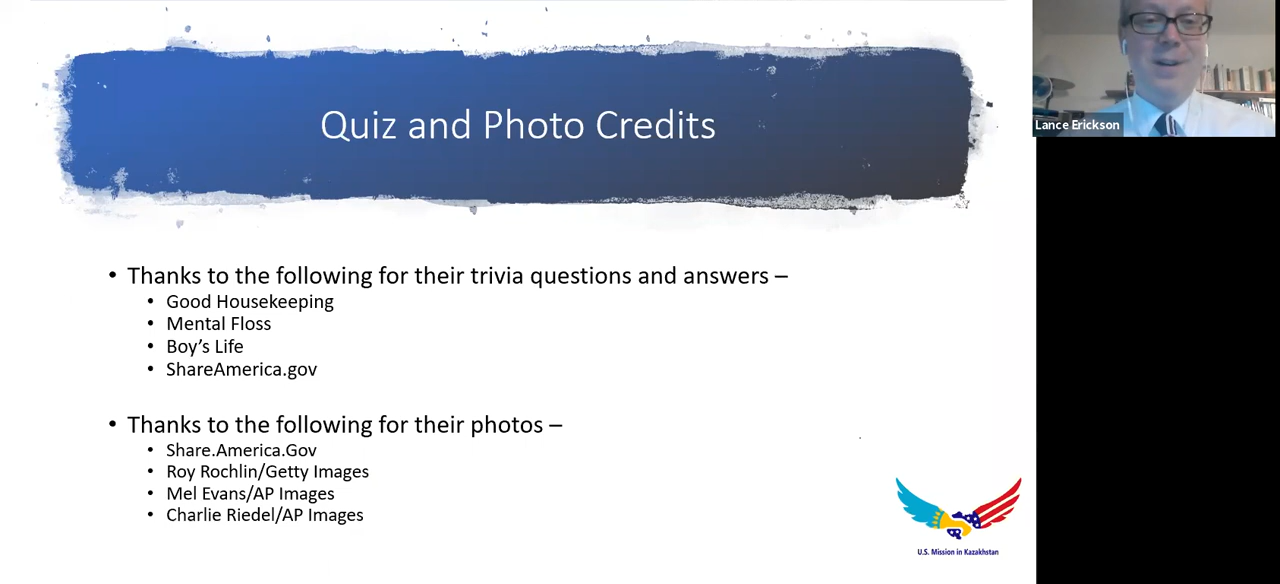 Quiz and Photo Credits
Lance Erickson
• Thanks to the following for their trivia questions and answers –
• Good Housekeeping
• Mental Floss
• Boy's Life
• ShareAmerica.gov
• Thanks to the following for their photos –
• Share.America.Gov
• Roy Rochlin/Getty Images
• Mel Evans/AP Images
• Charlie Riedel/AP Images
U.S. Mission in Kazakhstan